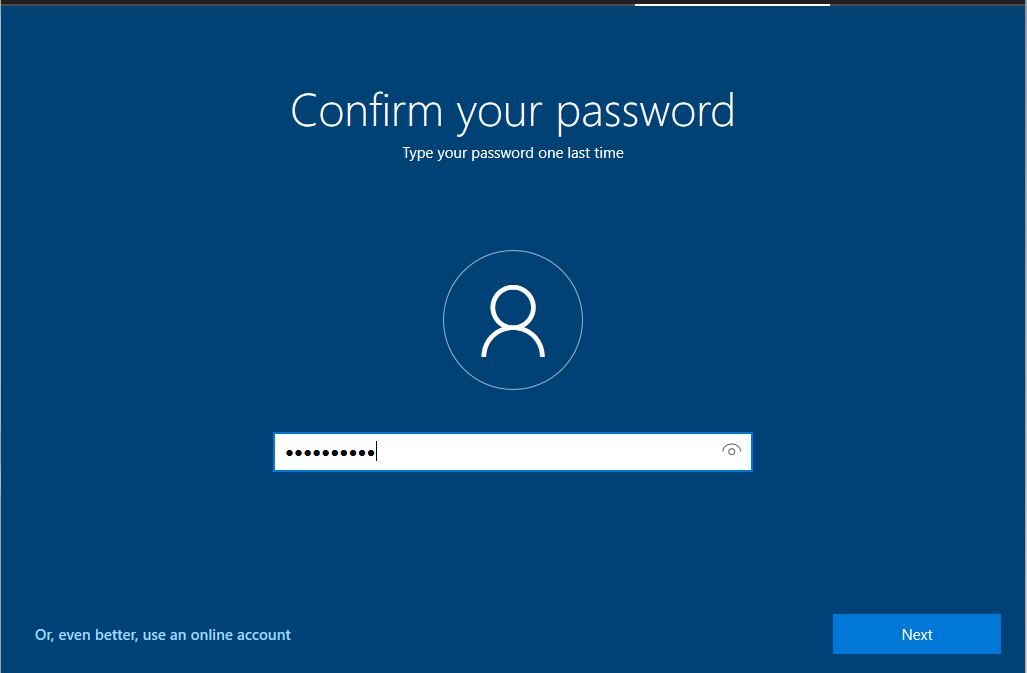 Confirm your password
Type your password one last time
••••••••••
Or, even better, use an online account
Next